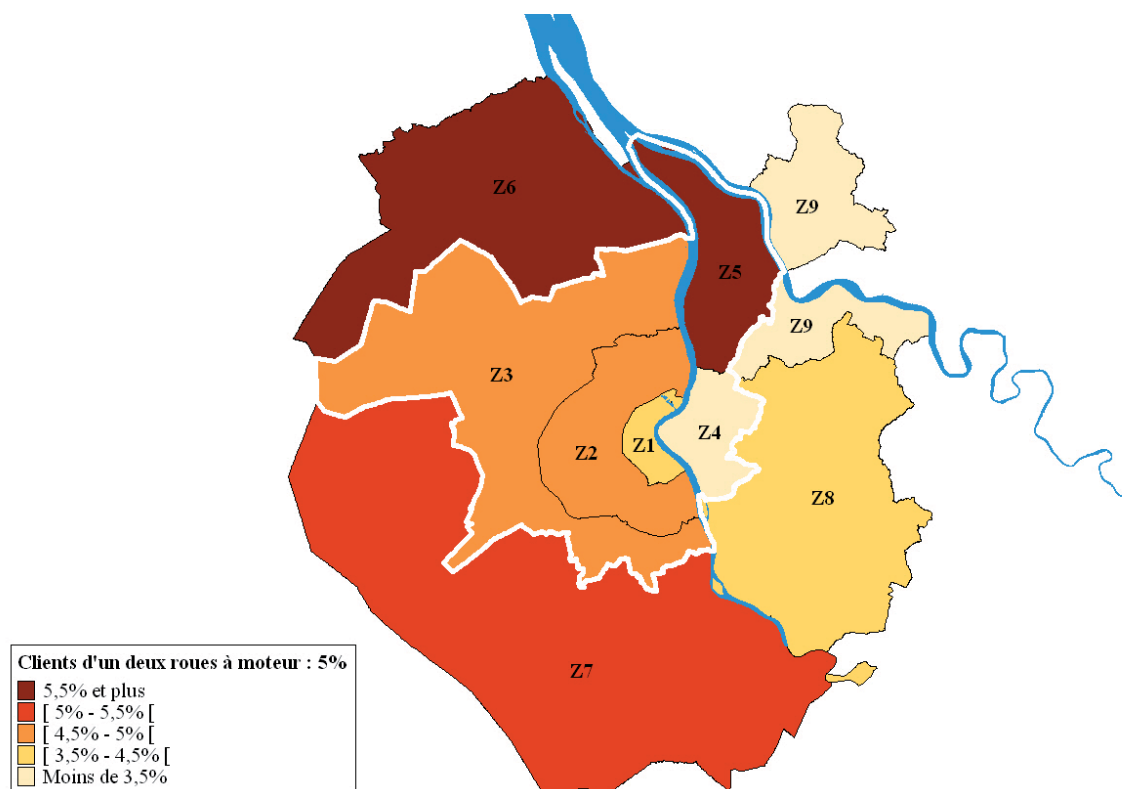 Z6
Z9
Z5
Z9
Z3
Z4
Z1
Z2
Z8
Z7
Clients d'un deux roues à moteur : 5%
5,5% et plus
[ 5% - 5,5% [
[ 4,5% - 5% [
[ 3,5% - 4,5% [
Moins de 3,5%